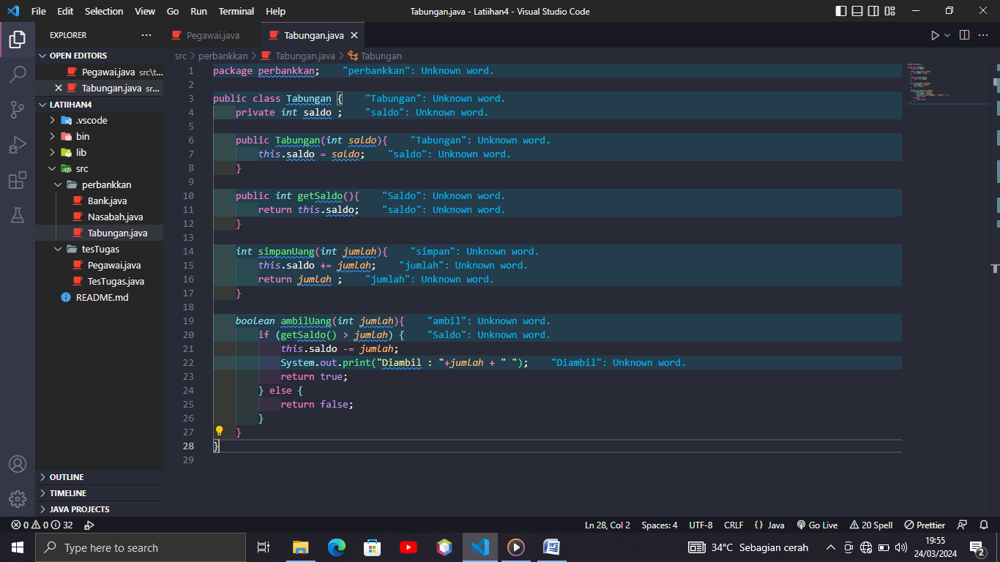 File Edit Selection View Go Run Terminal Help
Tabungan.java - Latiihan4 - Visual Studio Code
EXPLORER
OPEN EDITORS
Pegawai.java src\t...
Tabungan.java sr...
LATIIHAN4
.vscode
bin
lib
src
perbankkan
Bank.java
Nasabah.java
Tabungan.java
tesTugas
Pegawai.java
TesTugas.java
README.md
OUTLINE
TIMELINE
JAVA PROJECTS
Pegawai.java
Tabungan.java
src > perbankkan > Tabungan.java > Tabungan
1 package perbankkan; "perbankkan": Unknown word.
2
3 public class Tabungan { "Tabungan": Unknown word.
4 private int saldo ; "saldo": Unknown word.
5
6 public Tabungan(int saldo){ "Tabungan": Unknown word.
7 this.saldo = saldo; "saldo": Unknown word.
8 }
9
10 public int getSaldo(){ "Saldo": Unknown word.
11 return this.saldo; "saldo": Unknown word.
12 }
13
14 int simpanUang(int jumlah){ "simpan": Unknown word.
15 this.saldo += jumlah; "jumlah": Unknown word.
16 return jumlah ; "jumlah": Unknown word.
17 }
18
19 boolean ambilUang(int jumlah){ "ambil": Unknown word.
20 if (getSaldo() > jumlah) { "Saldo": Unknown word.
21 this.saldo -= jumlah;
22 System.out.print("Diambil : "+jumlah + " "); "Diambil": Unknown word.
23 return true;
24 } else {
25 return false;
26 }
27 }
28 }
29
0 0 32
Ln 28, Col 2 Spaces: 4 UTF-8 CRLF {} Java Go Live 20 Spell Prettier
Type here to search
34°C Sebagian cerah
19:55
24/03/2024
2